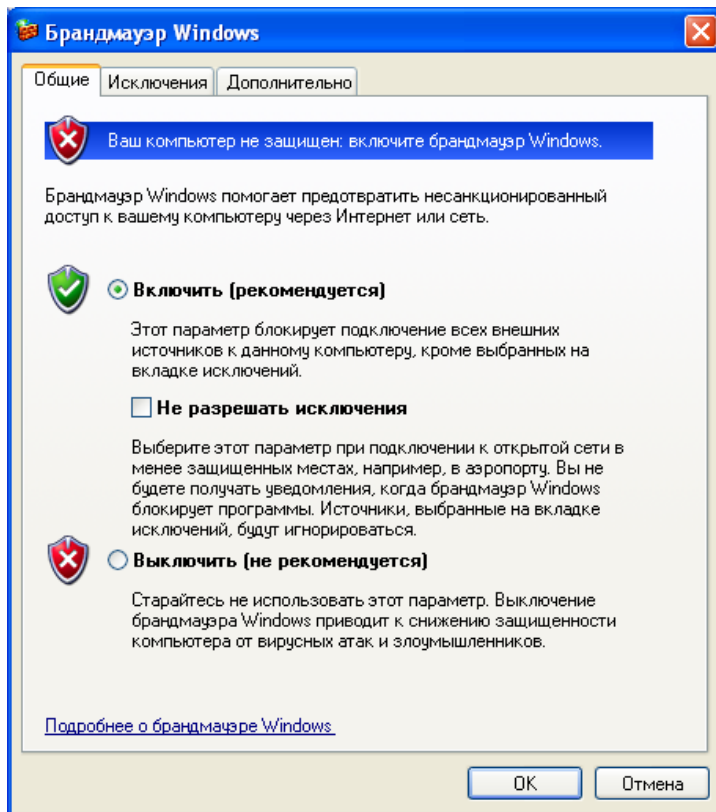 Брандмауэр Windows
Общие Исключения Дополнительно
Ваш компьютер не защищен: включите брандмауэр Windows.
Брандмауэр Windows помогает предотвратить несанкционированный
доступ к вашему компьютеру через Интернет или сеть.
Включить (рекомендуется)
Этот параметр блокирует подключение всех внешних
источников к данному компьютеру, кроме выбранных на
вкладке исключений.
Не разрешать исключения
Выберите этот параметр при подключении к открытой сети в
менее защищенных местах, например, в аэропорту. Вы не
будете получать уведомления, когда брандмауэр Windows
блокирует программы. Источники, выбранные на вкладке
исключений, будут игнорироваться.
Выключить (не рекомендуется)
Старайтесь не использовать этот параметр. Выключение
брандмауэра Windows приводит к снижению защищенности
компьютера от вирусных атак и злоумышленников.
Подробнее о брандмауэре Windows
ОК Отмена